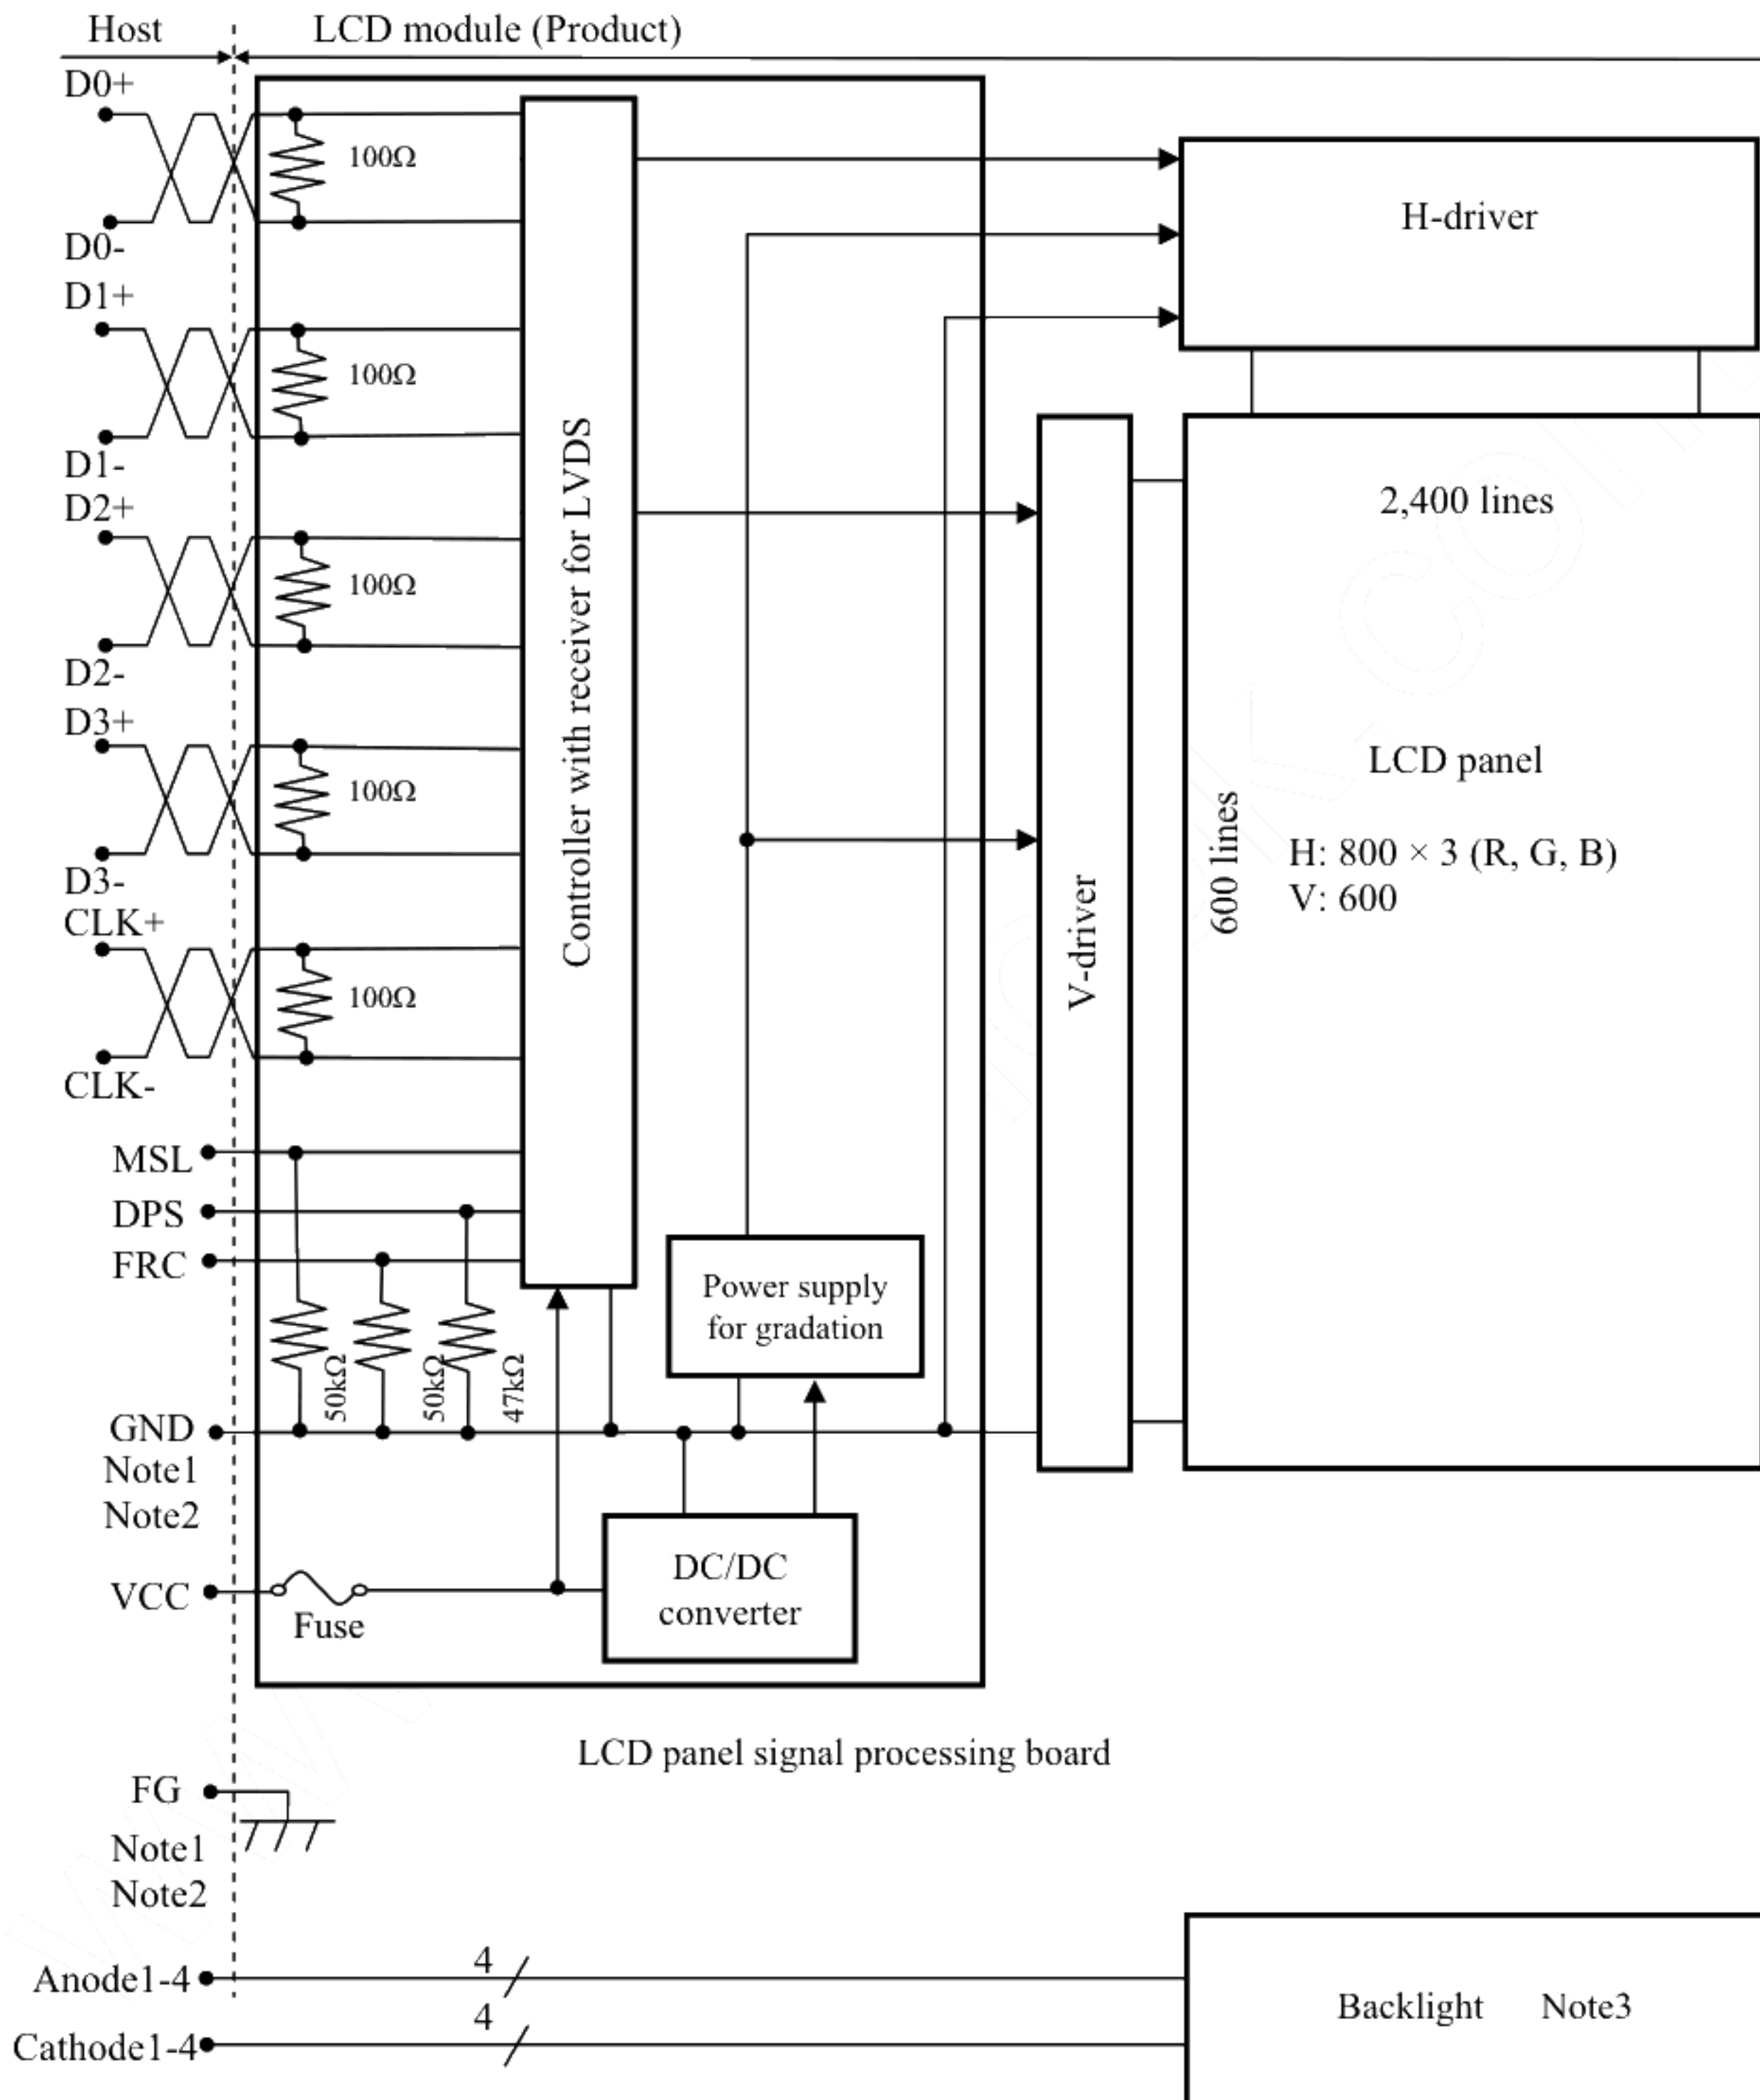 Host
LCD module (Product)
D0+
100Ω
D0-
H-driver
D1+
100Ω
D1-
D2+
100Ω
D2-
D3+
100Ω
D3-
CLK+
100Ω
CLK-
Controller with receiver for LVDS
V-driver
2,400 lines
600 lines
LCD panel
H: 800 × 3 (R, G, B)
V: 600
MSL
DPS
FRC
50kΩ
50kΩ
47kΩ
Power supply
for gradation
GND
Note1
Note2
VCC
Fuse
DC/DC
converter
LCD panel signal processing board
FG
Note1
Note2
Anode1-4
4
Cathode1-4
4
Backlight Note3